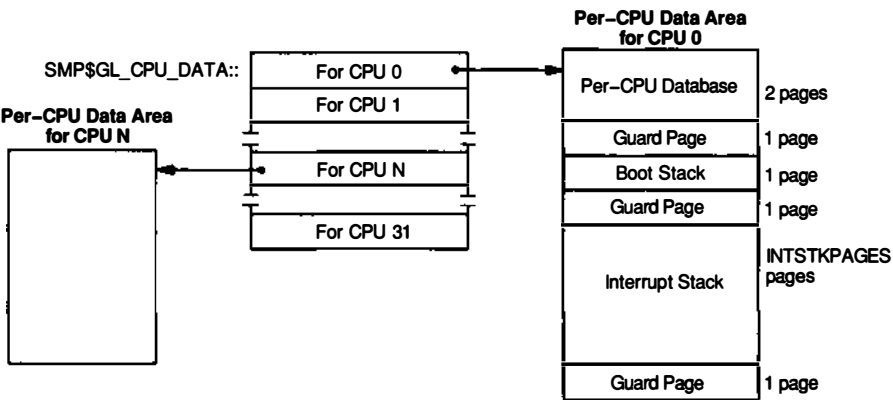 Per–CPU Data Area
for CPU 0
SMP$GL_CPU_DATA::
For CPU 0
For CPU 1
For CPU N
For CPU 31
Per–CPU Data Area
for CPU N
Per–CPU Database
2 pages
Guard Page
1 page
Boot Stack
1 page
Guard Page
1 page
Interrupt Stack
INTSTKPAGES
pages
Guard Page
1 page